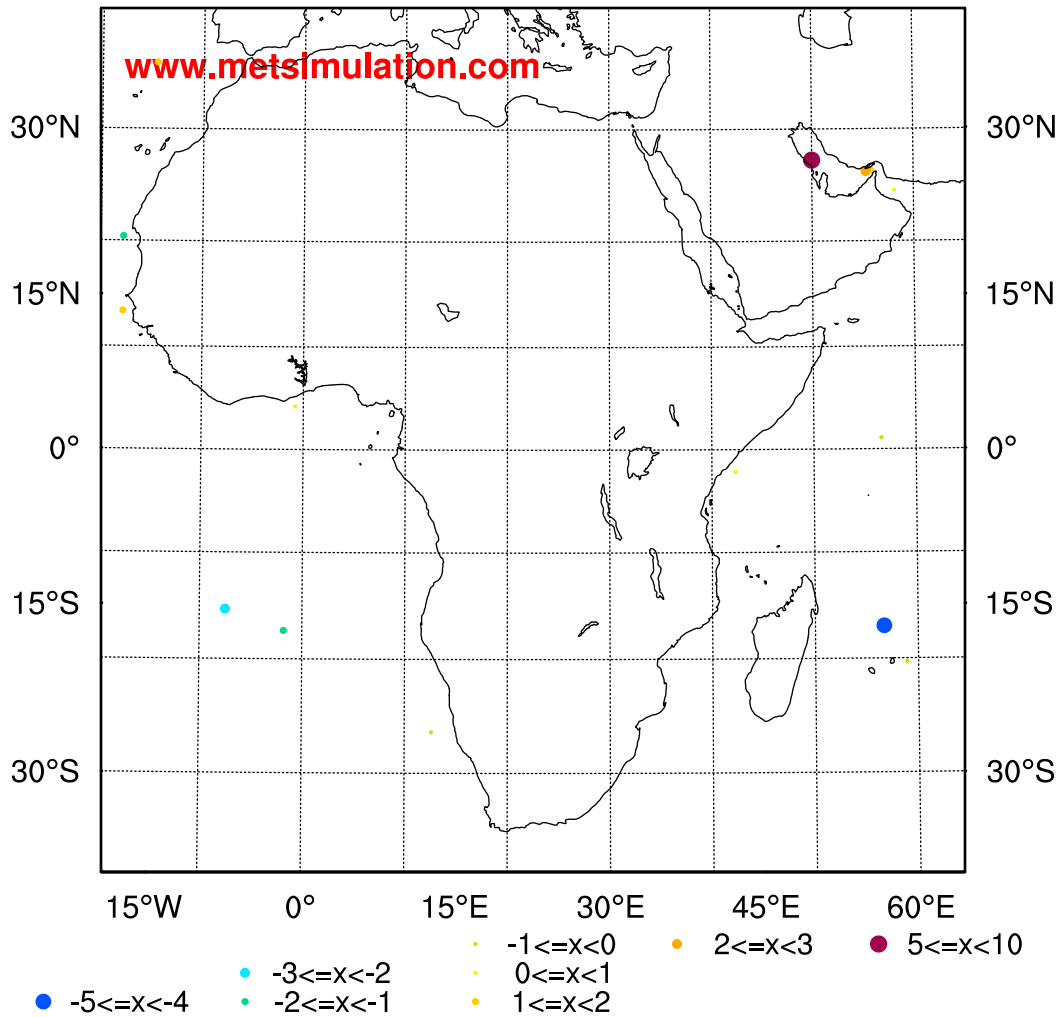 www.metsimulation.com
30°N 30°N
15°N 15°N
0° 0°
15°S 15°S
30°S 30°S
15°W 0° 15°E 30°E 45°E 60°E
-1<=x<0 2<=x<3 5<=x<10
-3<=x<-2 0<=x<1
-5<=x<-4 -2<=x<-1 1<=x<2